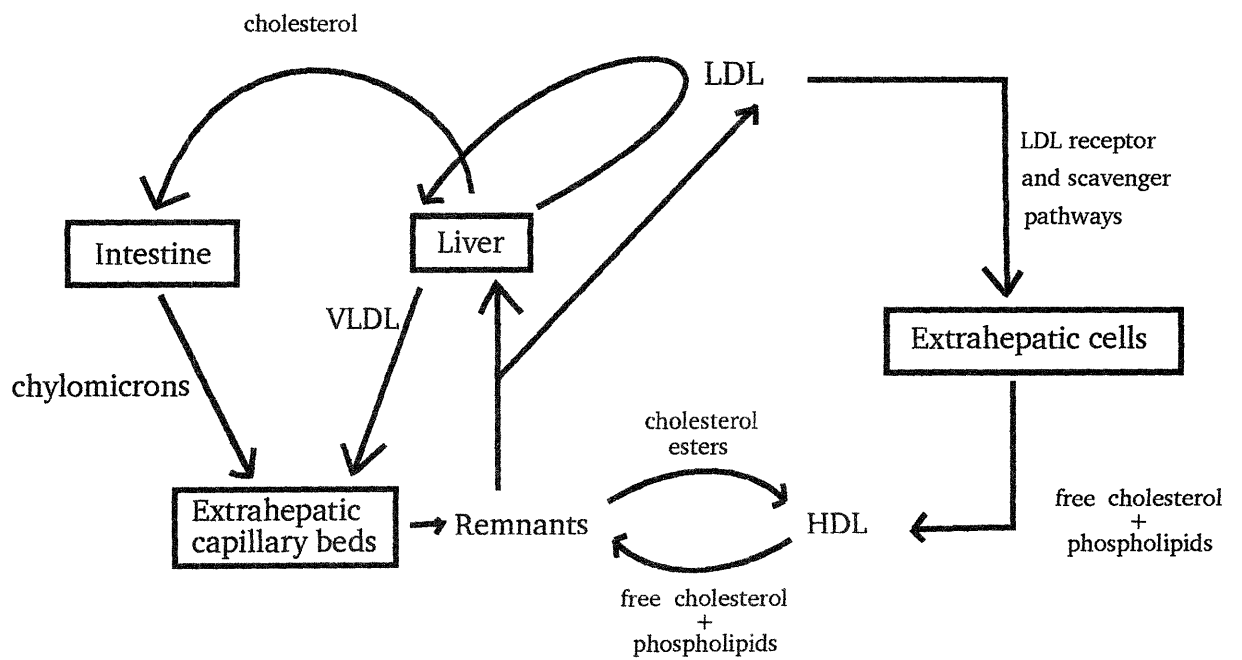 cholesterol
LDL
LDL receptor
and scavenger
pathways
Intestine
Liver
VLDL
Extrahepatic cells
chylomicrons
cholesterol
esters
Extrahepatic
capillary beds
Remnants
HDL
free cholesterol
+
phospholipids
free cholesterol
+
phospholipids